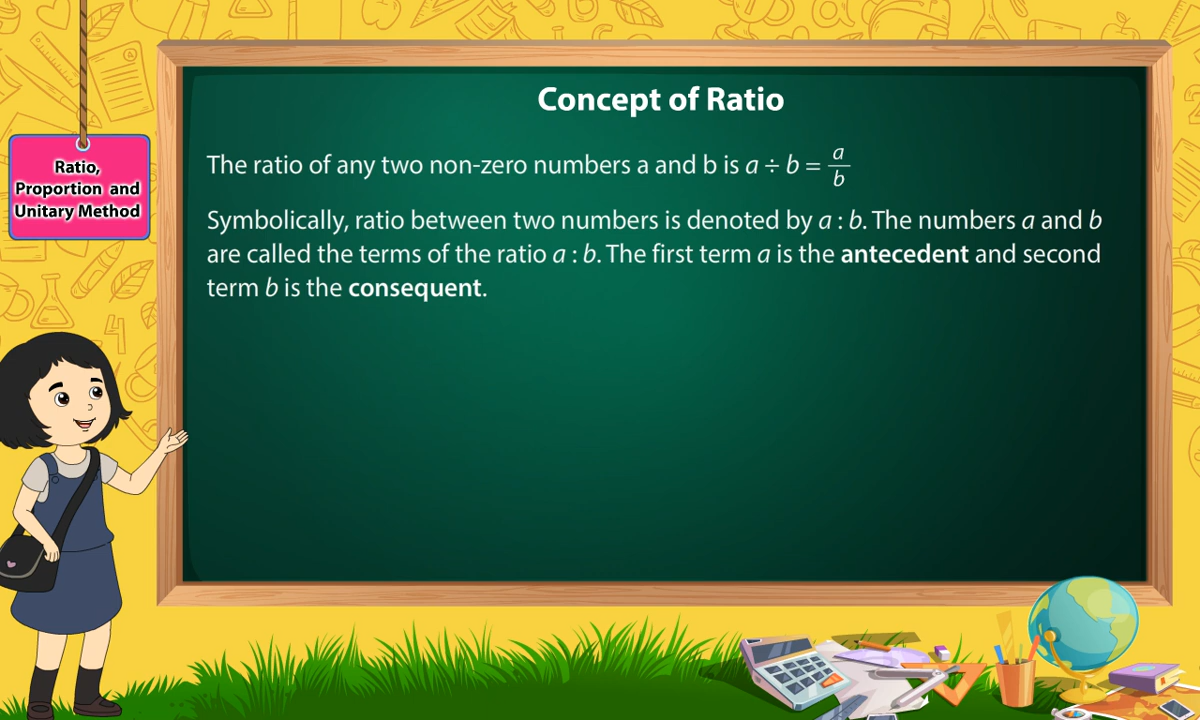 Concept of Ratio
Ratio,
Proportion and
Unitary Method
The ratio of any two non-zero numbers a and b is a ÷ b = a/b
Symbolically, ratio between two numbers is denoted by a : b. The numbers a and b
are called the terms of the ratio a : b. The first term a is the antecedent and second
term b is the consequent.